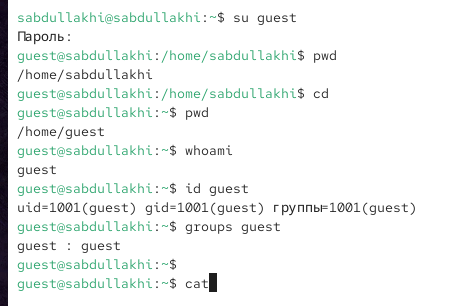 sabdullakhi@sabdullakhi:~$ su guest
Пароль:
guest@sabdullakhi:/home/sabdullakhi$ pwd
/home/sabdullakhi
guest@sabdullakhi:/home/sabdullakhi$ cd
guest@sabdullakhi:~$ pwd
/home/guest
guest@sabdullakhi:~$ whoami
guest
guest@sabdullakhi:~$ id guest
uid=1001(guest) gid=1001(guest) группы=1001(guest)
guest@sabdullakhi:~$ groups guest
guest : guest
guest@sabdullakhi:~$
guest@sabdullakhi:~$ cat